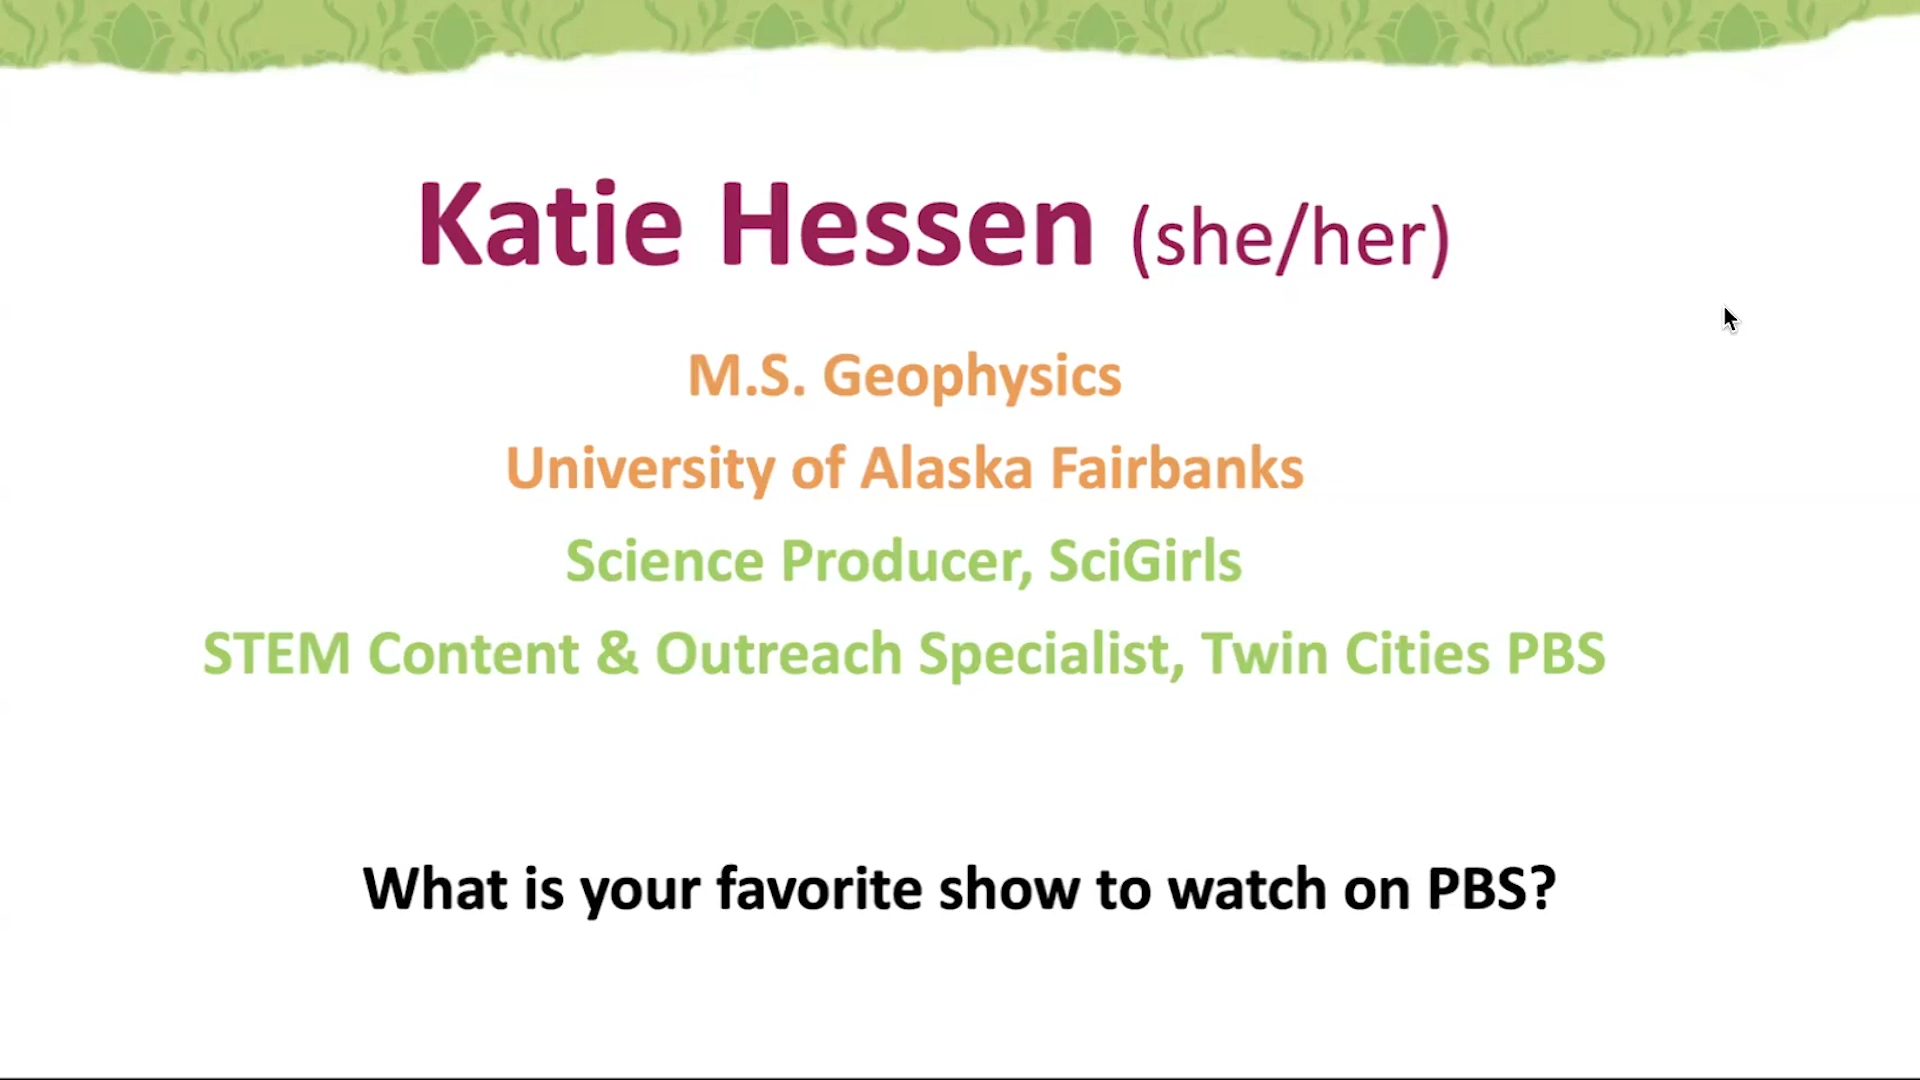 Katie Hessen (she/her)
M.S. Geophysics
University of Alaska Fairbanks
Science Producer, SciGirls
STEM Content & Outreach Specialist, Twin Cities PBS
What is your favorite show to watch on PBS?